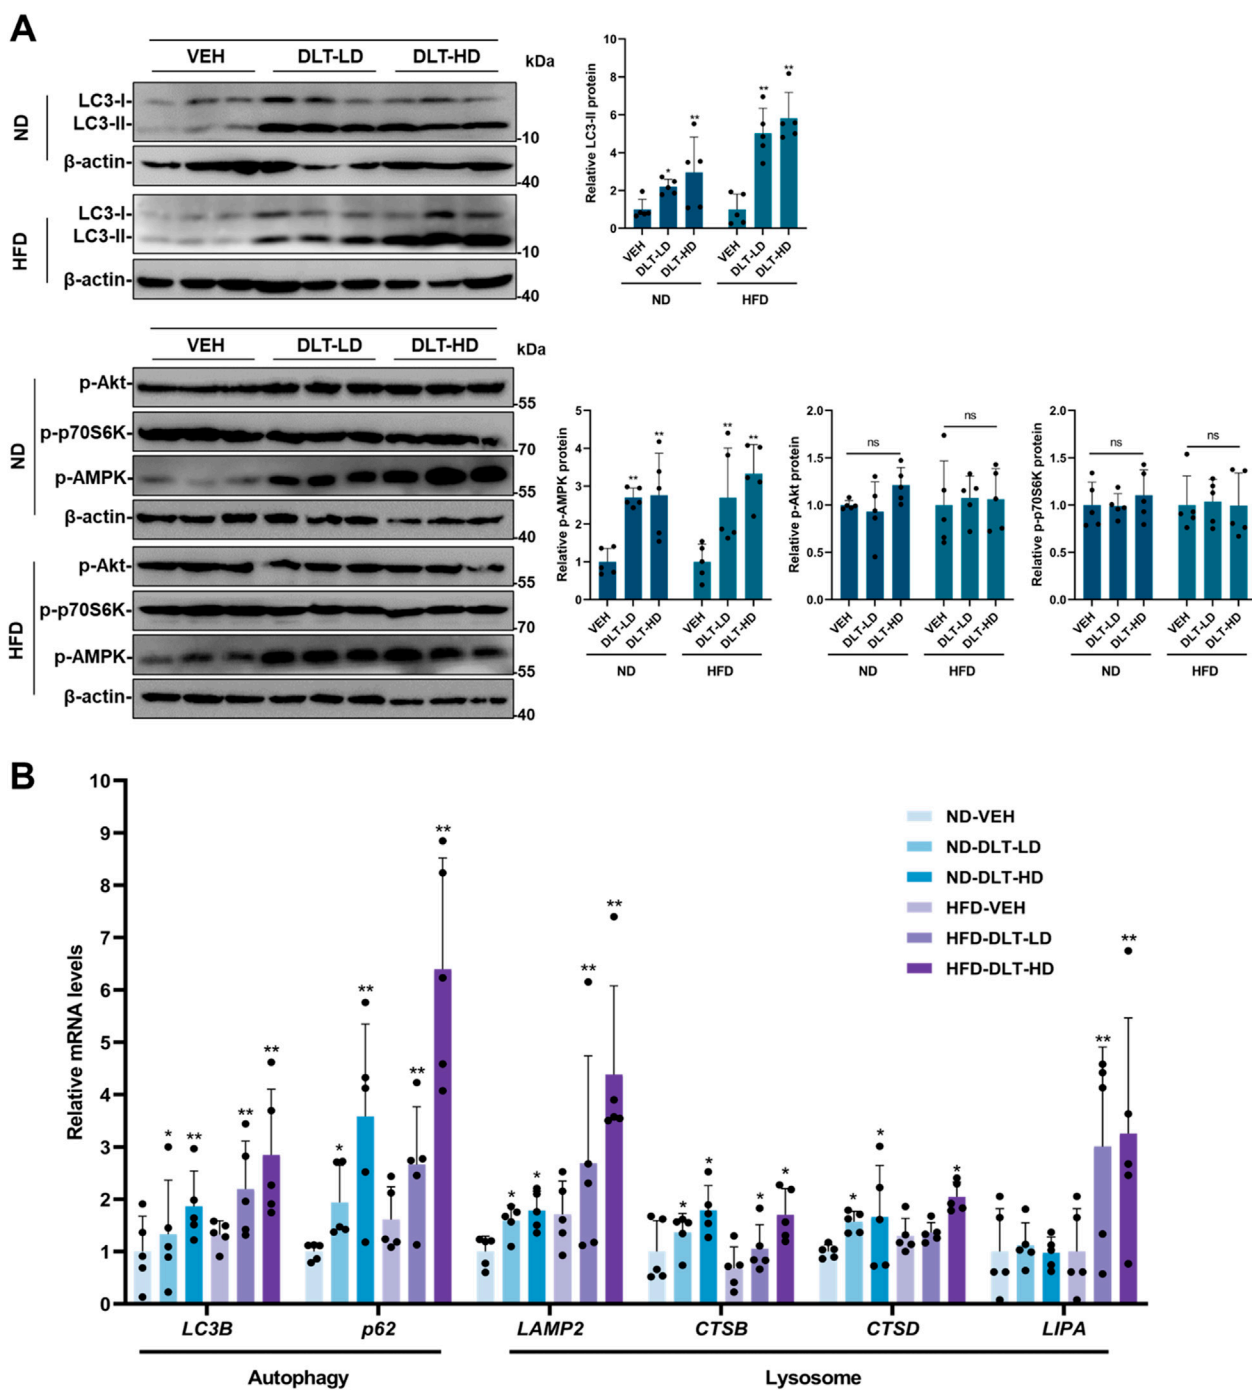 A
VEH DLT-LD DLT-HD kDa
ND
LC3-I-
LC3-II-
-10
β-actin-
-40
HFD
LC3-I
LC3-II-
-10
β-actin-
-40
Relative LC3-II protein
10
8
6
4
2
0
* ** ** **
VEH DLT-LD DLT-HD VEH DLT-LD DLT-HD
ND HFD
VEH DLT-LD DLT-HD kDa
ND
p-Akt-
-55
p-p70S6K-
-70
p-AMPK-
-55
β-actin-
-40
HFD
p-Akt-
-55
p-p70S6K-
-70
p-AMPK-
-55
β-actin-
-40
Relative p-AMPK protein
5
4
3
2
1
0
** ** ** **
VEH DLT-LD DLT-HD VEH DLT-LD DLT-HD
ND HFD
Relative p-Akt protein
2.0
1.5
1.0
0.5
0.0
ns ns
VEH DLT-LD DLT-HD VEH DLT-LD DLT-HD
ND HFD
Relative p-p70S6K protein
2.0
1.5
1.0
0.5
0.0
ns ns
VEH DLT-LD DLT-HD VEH DLT-LD DLT-HD
ND HFD
B
Relative mRNA levels
10
9
8
7
6
5
4
3
2
1
0
* ** ** **
* ** ** **
* * ** **
* * * *
* * *
** **
ND-VEH
ND-DLT-LD
ND-DLT-HD
HFD-VEH
HFD-DLT-LD
HFD-DLT-HD
LC3B p62 LAMP2 CTSB CTSD LIPA
Autophagy Lysosome